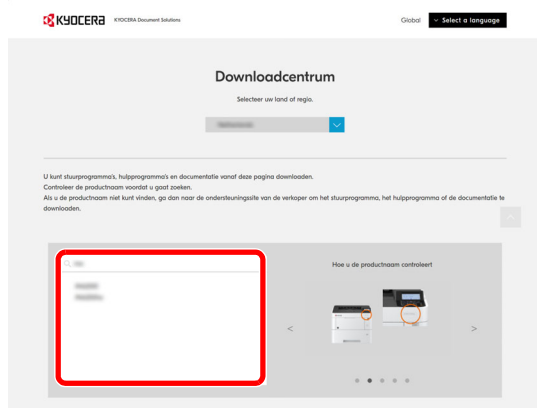 KYOCERA
KYOCERA Document Solutions
Global
Select a language
Downloadcentrum
Selecteer uw land of regio.
U kunt stuurprogramma's, hulpprogramma's en documentatie vanaf deze pagina downloaden.
Controleer de productnaam voordat u gaat zoeken.
Als u de productnaam niet kunt vinden, ga dan naar de ondersteuningssite van de verkoper om het stuurprogramma, het hulpprogramma of de documentatie te
downloaden.
Hoe u de productnaam controleert
<
>